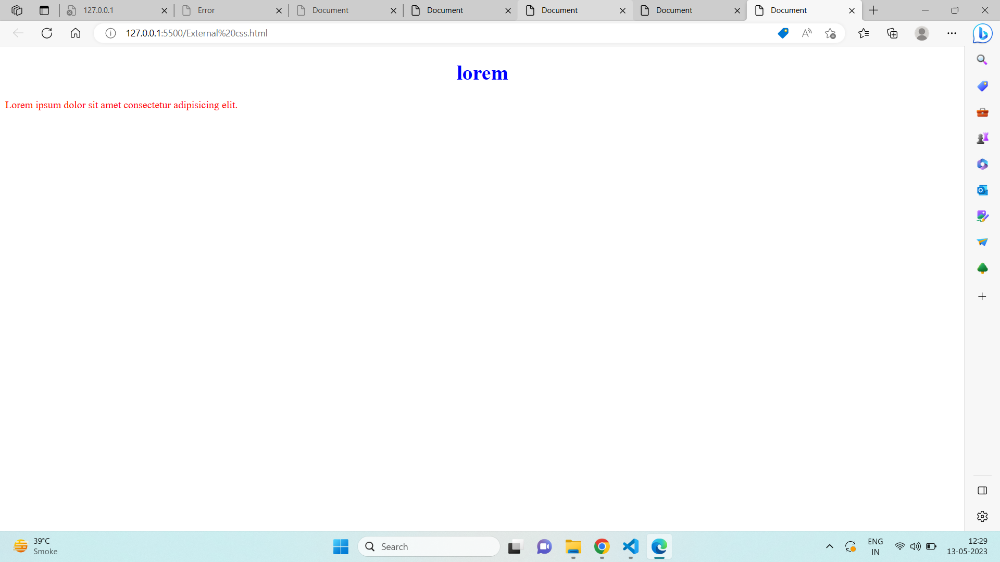 127.0.0.1
Error
Document
Document
Document
Document
Document
127.0.0.1:5500/External%20css.html
lorem
Lorem ipsum dolor sit amet consectetur adipisicing elit.
39°C
Smoke
Search
ENG
IN
12:29
13-05-2023